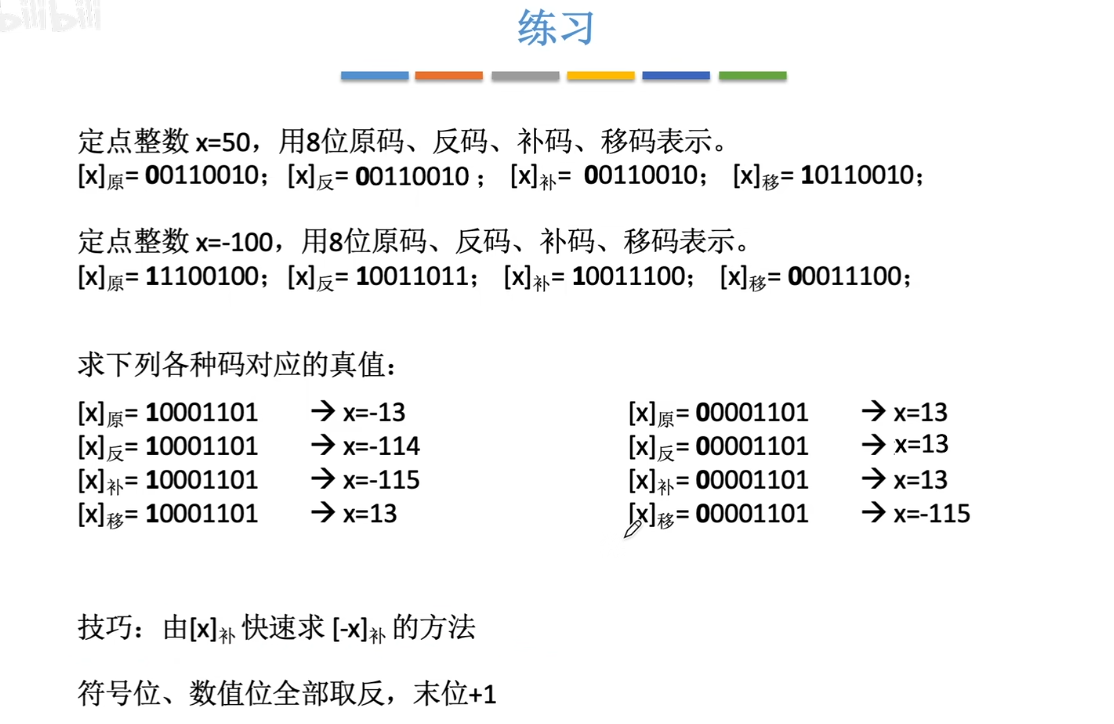 bilibili
练习
定点整数 x=50，用8位原码、反码、补码、移码表示。
[x]原= 00110010；[x]反= 00110010 ； [x]补= 00110010； [x]移= 10110010；
定点整数 x=-100，用8位原码、反码、补码、移码表示。
[x]原= 11100100；[x]反= 10011011； [x]补= 10011100； [x]移= 00011100；
求下列各种码对应的真值：
[x]原= 10001101 → x=-13 [x]原= 00001101 → x=13
[x]反= 10001101 → x=-114 [x]反= 00001101 → x=13
[x]补= 10001101 → x=-115 [x]补= 00001101 → x=13
[x]移= 10001101 → x=13 [x]移= 00001101 → x=-115
技巧：由[x]补 快速求 [-x]补 的方法
符号位、数值位全部取反，末位+1